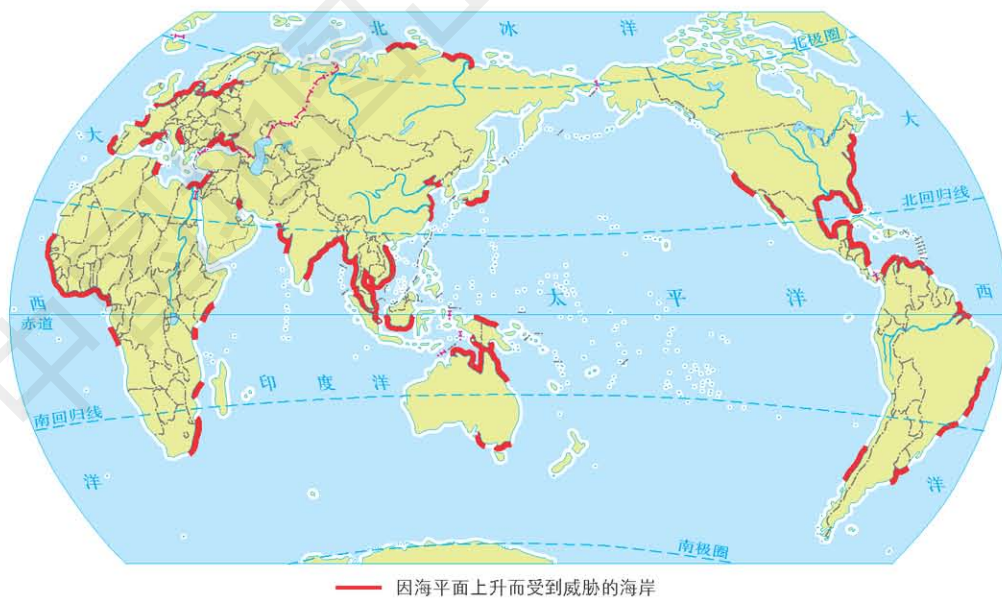 北冰洋
北极圈
大
大
北回归线
西
太平洋
西
赤道
印度洋
南回归线
洋
洋
南极圈
因海平面上升而受到威胁的海岸